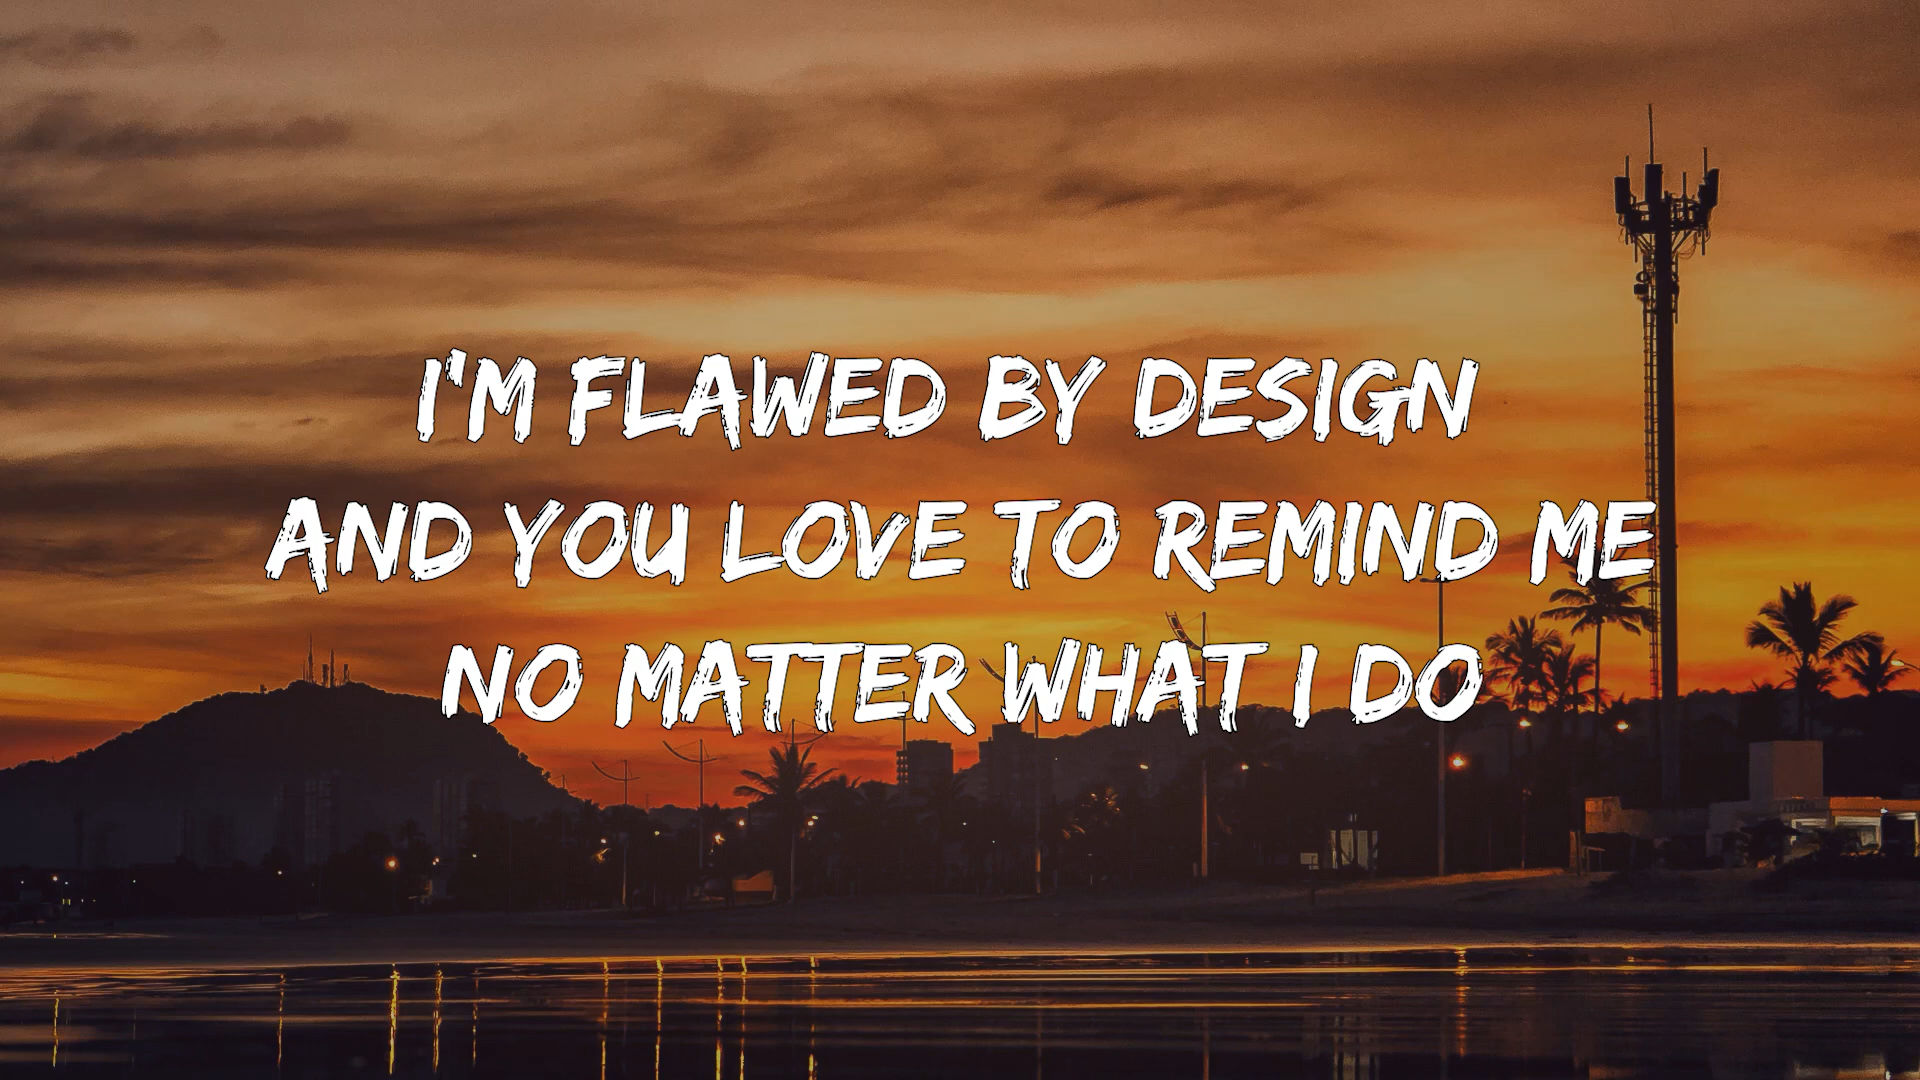 I'M FLAWED BY DESIGN
AND YOU LOVE TO REMIND ME
NO MATTER WHAT I DO